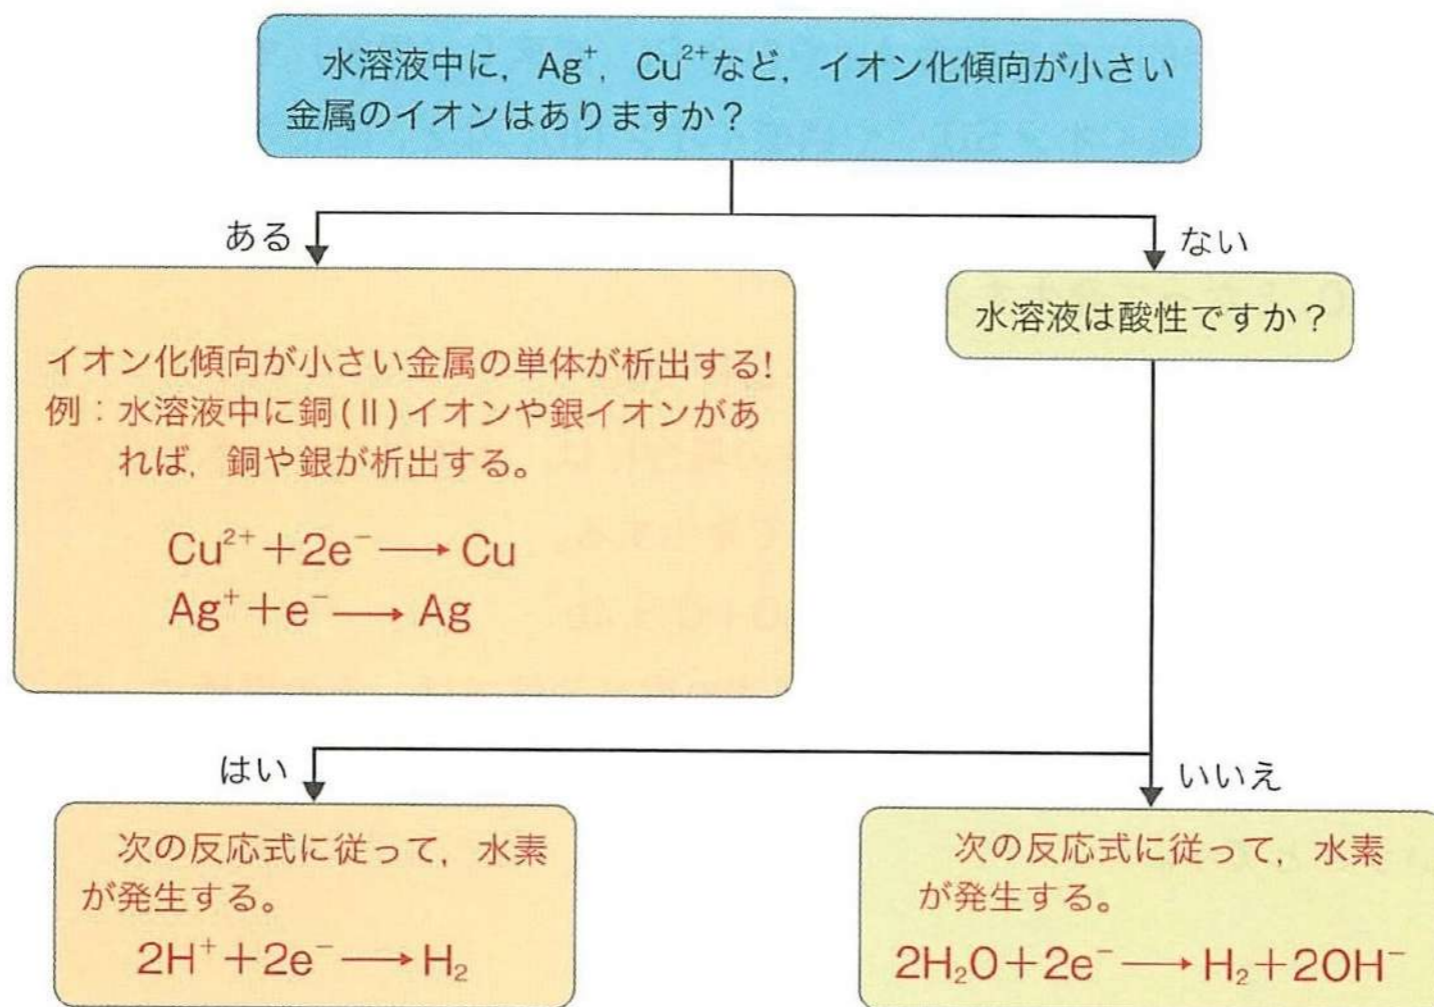 水溶液中に，Ag⁺，Cu²⁺など，イオン化傾向が小さい
金属のイオンはありますか？
ある
ない
イオン化傾向が小さい金属の単体が析出する!
例：水溶液中に銅(Ⅱ)イオンや銀イオンがあ
れば，銅や銀が析出する。
Cu²⁺＋2e⁻⟶Cu
Ag⁺＋e⁻⟶Ag
水溶液は酸性ですか？
はい
いいえ
次の反応式に従って，水素
が発生する。
2H⁺＋2e⁻⟶H₂
次の反応式に従って，水素
が発生する。
2H₂O＋2e⁻⟶H₂＋2OH⁻